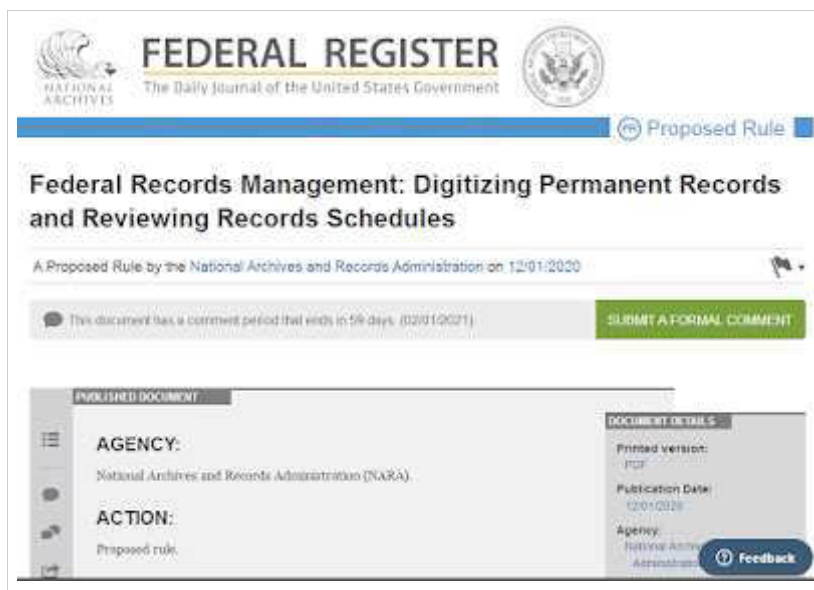 NATIONAL
ARCHIVES
FEDERAL REGISTER
The Daily Journal of the United States Government
PR Proposed Rule
Federal Records Management: Digitizing Permanent Records
and Reviewing Records Schedules
A Proposed Rule by the National Archives and Records Administration on 12/01/2020
This document has a comment period that ends in 59 days. (02/01/2021)
SUBMIT A FORMAL COMMENT
PUBLISHED DOCUMENT
AGENCY:
National Archives and Records Administration (NARA).
ACTION:
Proposed rule.
DOCUMENT DETAILS
Printed version:
PDF
Publication Date:
12/01/2020
Agency:
National
Feedback